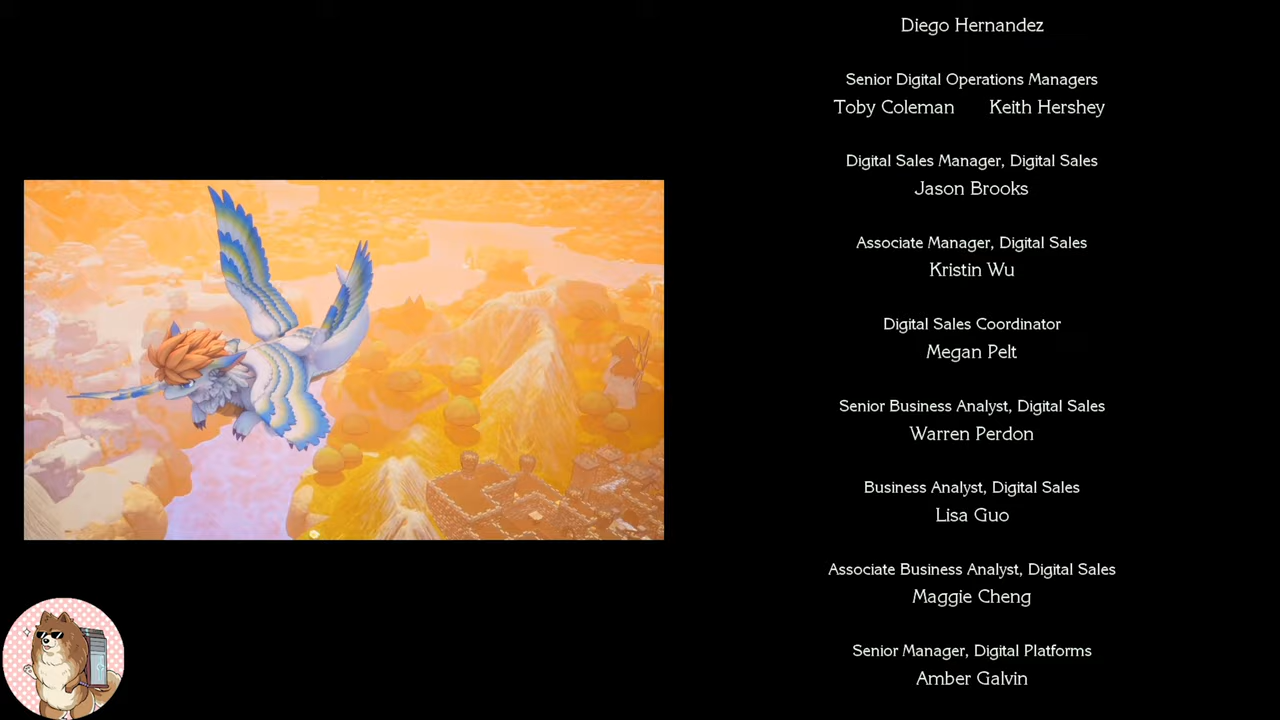 Diego Hernandez
Senior Digital Operations Managers
Toby Coleman Keith Hershey
Digital Sales Manager, Digital Sales
Jason Brooks
Associate Manager, Digital Sales
Kristin Wu
Digital Sales Coordinator
Megan Pelt
Senior Business Analyst, Digital Sales
Warren Perdon
Business Analyst, Digital Sales
Lisa Guo
Associate Business Analyst, Digital Sales
Maggie Cheng
Senior Manager, Digital Platforms
Amber Galvin